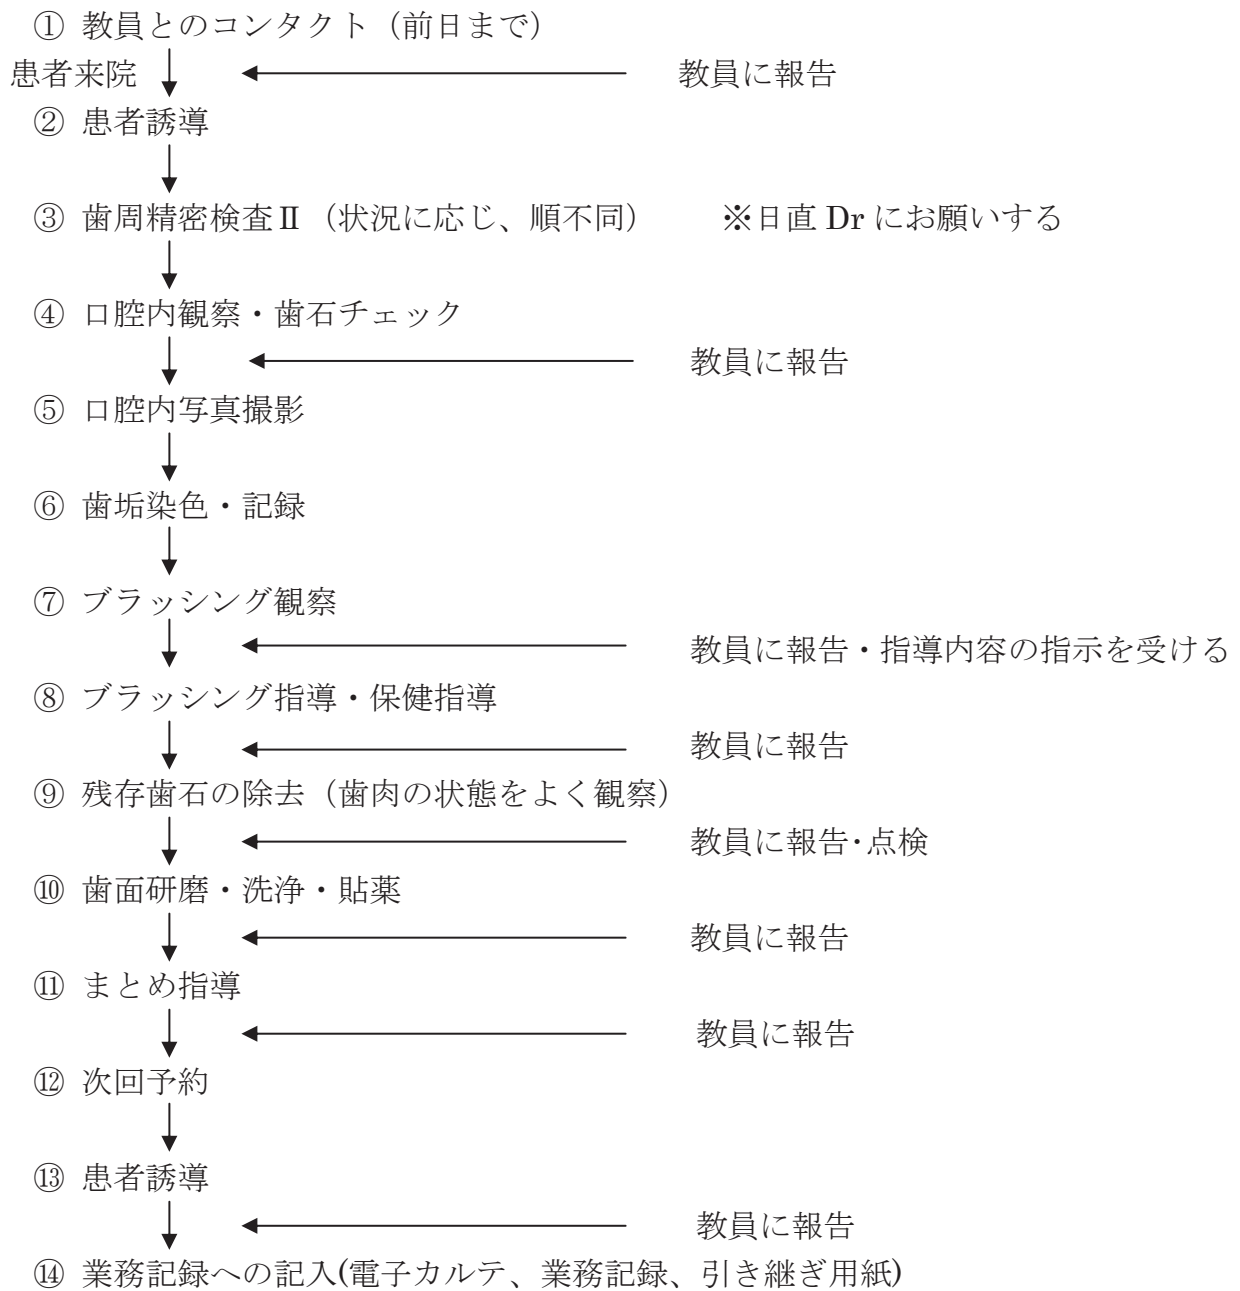 ① 教員とのコンタクト（前日まで）
患者来院 教員に報告
② 患者誘導
③ 歯周精密検査Ⅱ（状況に応じ、順不同） ※日直 Dr にお願いする
④ 口腔内観察・歯石チェック
教員に報告
⑤ 口腔内写真撮影
⑥ 歯垢染色・記録
⑦ ブラッシング観察
教員に報告・指導内容の指示を受ける
⑧ ブラッシング指導・保健指導
教員に報告
⑨ 残存歯石の除去（歯肉の状態をよく観察）
教員に報告･点検
⑩ 歯面研磨・洗浄・貼薬
教員に報告
⑪ まとめ指導
教員に報告
⑫ 次回予約
⑬ 患者誘導
教員に報告
⑭ 業務記録への記入(電子カルテ、業務記録、引き継ぎ用紙)